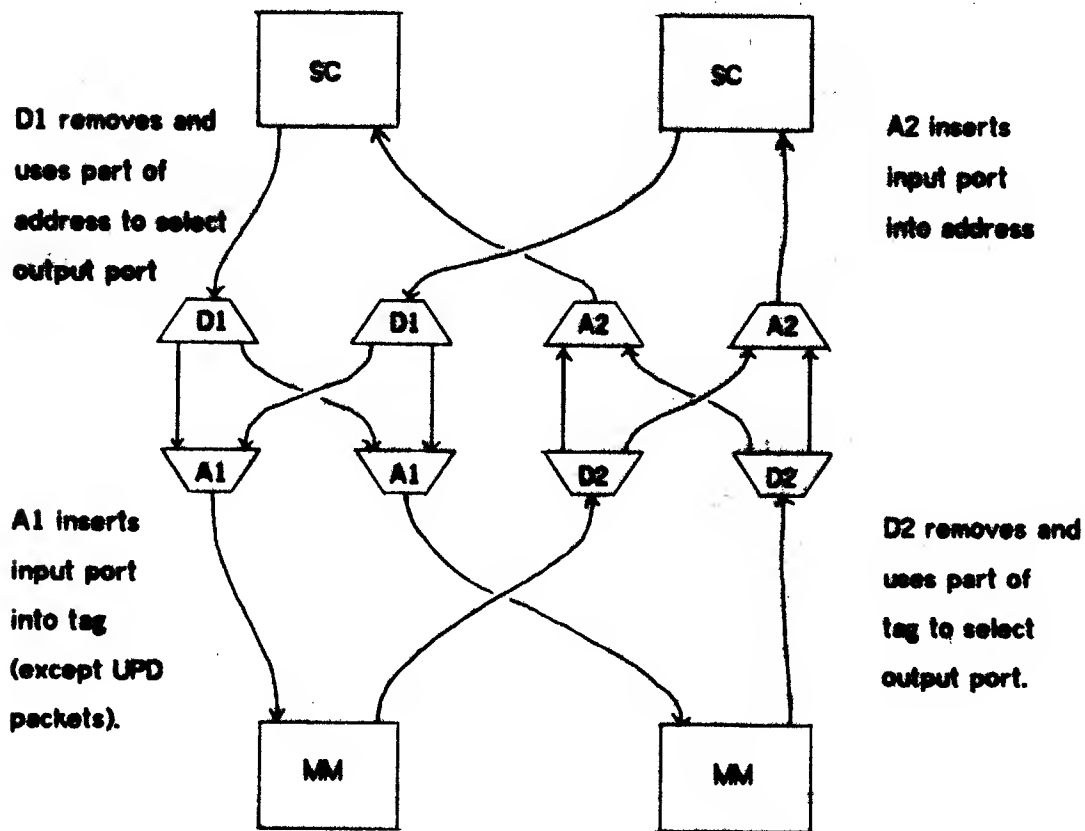 SC
SC
D1 removes and
uses part of
address to select
output port
A2 inserts
input port
into address
D1
D1
A2
A2
A1
A1
D2
D2
A1 inserts
input port
into tag
(except UPD
packets).
D2 removes and
uses part of
tag to select
output port.
MM
MM